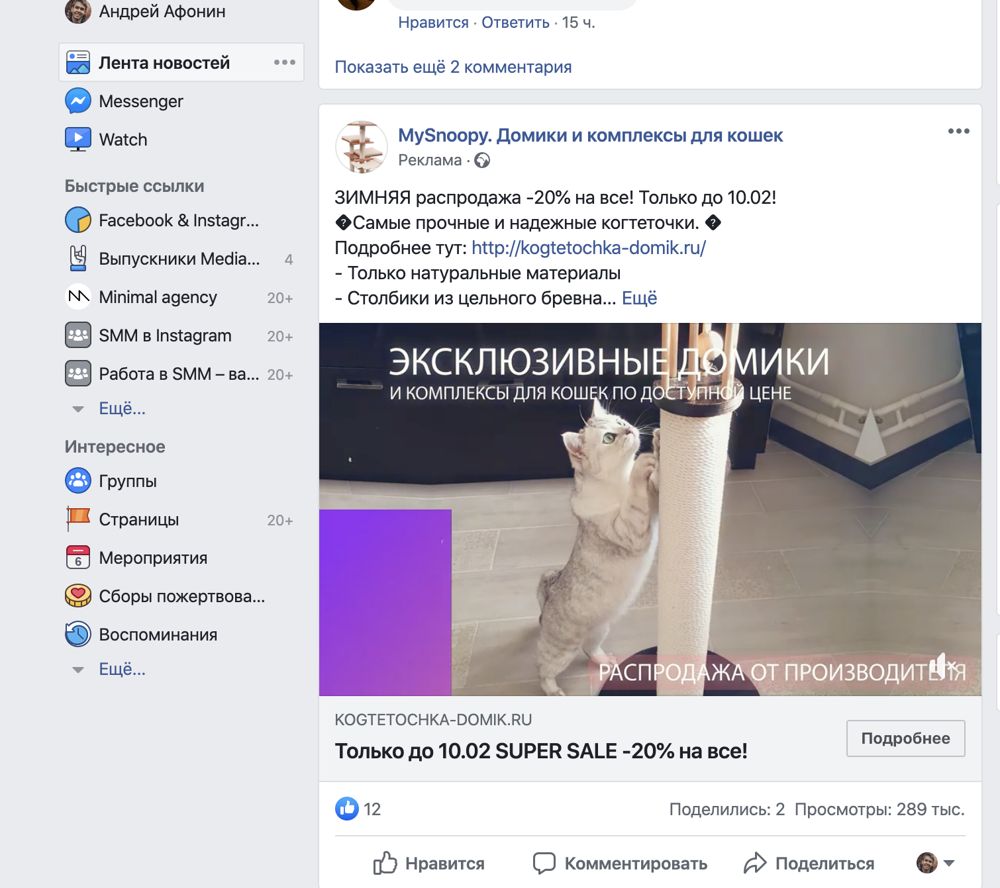 Андрей Афонин
Лента новостей
Messenger
Watch
Быстрые ссылки
Facebook & Instagr...
Выпускники Media... 4
Minimal agency 20+
SMM в Instagram 20+
Работа в SMM – ва... 20+
Ещё...
Интересное
Группы
Страницы 20+
6
Мероприятия
Сборы пожертвова...
Воспоминания
Ещё...
Нравится · Ответить · 15 ч.
Показать ещё 2 комментария
MySnoopy. Домики и комплексы для кошек
Реклама ·
ЗИМНЯЯ распродажа -20% на все! Только до 10.02!
�Самые прочные и надежные когтеточки. �
Подробнее тут: http://kogtetochka-domik.ru/
- Только натуральные материалы
- Столбики из цельного бревна... Ещё
ЭКСКЛЮЗИВНЫЕ ДОМИКИ
И КОМПЛЕКСЫ ДЛЯ КОШЕК ПО ДОСТУПНОЙ ЦЕНЕ
РАСПРОДАЖА ОТ ПРОИЗВОДИТЕЛЯ
KOGTETOCHKA-DOMIK.RU
Только до 10.02 SUPER SALE -20% на все!
Подробнее
12
Поделились: 2 Просмотры: 289 тыс.
Нравится
Комментировать
Поделиться